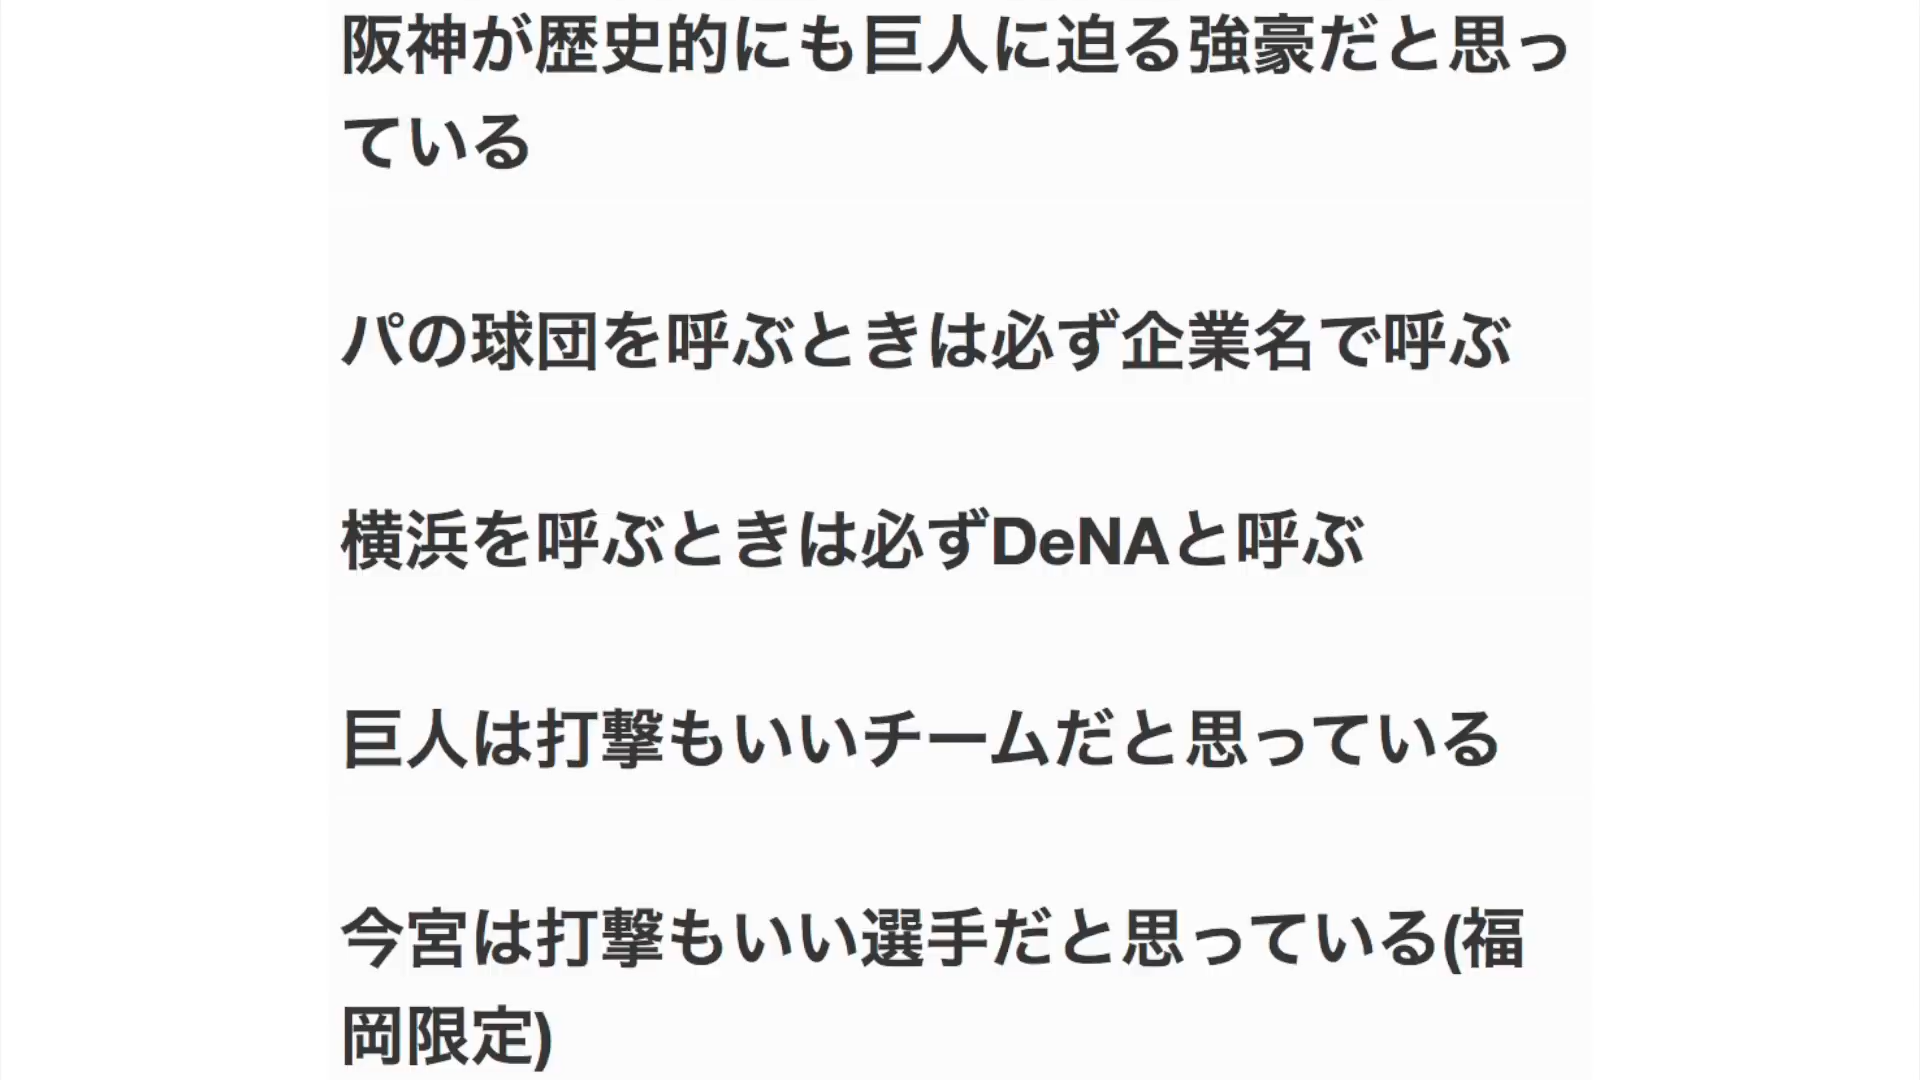 阪神が歴史的にも巨人に迫る強豪だと思っ
ている
パの球団を呼ぶときは必ず企業名で呼ぶ
横浜を呼ぶときは必ずDeNAと呼ぶ
巨人は打撃もいいチームだと思っている
今宮は打撃もいい選手だと思っている(福
岡限定)